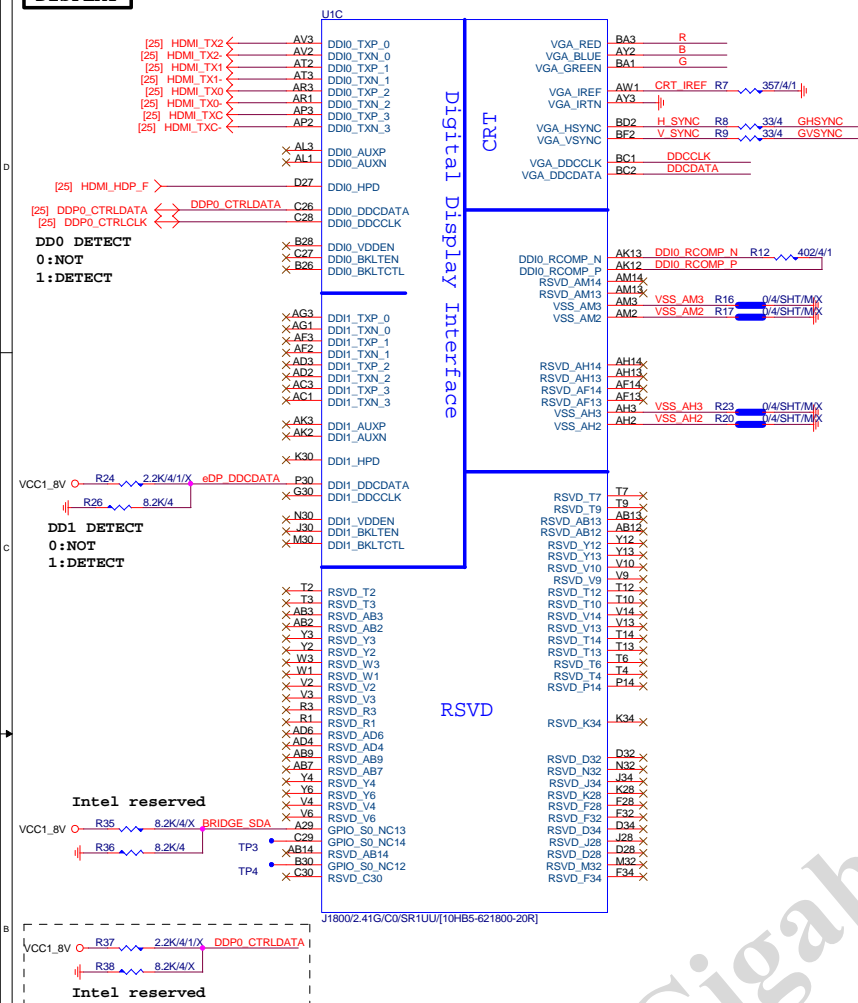 U1C
[25] HDMI_TX2 AV3 DDI0_TXP_0
[25] HDMI_TX2- AV2 DDI0_TXN_0
[25] HDMI_TX1 AT2 DDI0_TXP_1
[25] HDMI_TX1- AT3 DDI0_TXN_1
[25] HDMI_TX0 AR3 DDI0_TXP_2
[25] HDMI_TX0- AR1 DDI0_TXN_2
[25] HDMI_TXC AP3 DDI0_TXP_3
[25] HDMI_TXC- AP2 DDI0_TXN_3
AL3 DDI0_AUXP
AL1 DDI0_AUXN
[25] HDMI_HDP_F D27 DDI0_HPD
[25] DDP0_CTRLDATA DDP0_CTRLDATA C26 DDI0_DDCDATA
[25] DDP0_CTRLCLK C28 DDI0_DDCCLK
DD0 DETECT
0:NOT
1:DETECT
B28 DDI0_VDDEN
C27 DDI0_BKLTEN
B26 DDI0_BKLTCTL
AG3 DDI1_TXP_0
AG1 DDI1_TXN_0
AF3 DDI1_TXP_1
AF2 DDI1_TXN_1
AD3 DDI1_TXP_2
AD2 DDI1_TXN_2
AC3 DDI1_TXP_3
AC1 DDI1_TXN_3
AK3 DDI1_AUXP
AK2 DDI1_AUXN
K30 DDI1_HPD
VCC1_8V R24 2.2K/4/1/X eDP_DDCDATA P30 DDI1_DDCDATA
G30 DDI1_DDCCLK
R26 8.2K/4
DD1 DETECT
0:NOT
1:DETECT
N30 DDI1_VDDEN
J30 DDI1_BKLTEN
M30 DDI1_BKLTCTL
T2 RSVD_T2
T3 RSVD_T3
AB3 RSVD_AB3
AB2 RSVD_AB2
Y3 RSVD_Y3
Y2 RSVD_Y2
W3 RSVD_W3
W1 RSVD_W1
V2 RSVD_V2
V3 RSVD_V3
R3 RSVD_R3
R1 RSVD_R1
AD6 RSVD_AD6
AD4 RSVD_AD4
AB9 RSVD_AB9
AB7 RSVD_AB7
Y4 RSVD_Y4
Y6 RSVD_Y6
V4 RSVD_V4
V6 RSVD_V6
Intel reserved
VCC1_8V R35 8.2K/4/X BRIDGE_SDA A29 GPIO_S0_NC13
C29 GPIO_S0_NC14
R36 8.2K/4
TP3
AB14 RSVD_AB14
B30 GPIO_S0_NC12
TP4
C30 RSVD_C30
Digital Display Interface
CRT
RSVD
VGA_RED BA3 R
VGA_BLUE AY2 B
VGA_GREEN BA1 G
VGA_IREF AW1 CRT_IREF R7 357/4/1
VGA_IRTN AY3
VGA_HSYNC BD2 H_SYNC R8 33/4 GHSYNC
VGA_VSYNC BF2 V_SYNC R9 33/4 GVSYNC
VGA_DDCCLK BC1 DDCCLK
VGA_DDCDATA BC2 DDCDATA
DDI0_RCOMP_N AK13 DDI0_RCOMP_N R12 402/4/1
DDI0_RCOMP_P AK12 DDI0_RCOMP_P
RSVD_AM14 AM14
RSVD_AM13 AM13
VSS_AM3 AM3 VSS_AM3 R16 0/4/SHT/M/X
VSS_AM2 AM2 VSS_AM2 R17 0/4/SHT/M/X
RSVD_AH14 AH14
RSVD_AH13 AH13
RSVD_AF14 AF14
RSVD_AF13 AF13
VSS_AH3 AH3 VSS_AH3 R23 0/4/SHT/M/X
VSS_AH2 AH2 VSS_AH2 R20 0/4/SHT/M/X
RSVD_T7 T7
RSVD_T9 T9
RSVD_AB13 AB13
RSVD_AB12 AB12
RSVD_Y12 Y12
RSVD_Y13 Y13
RSVD_V10 V10
RSVD_V9 V9
RSVD_T12 T12
RSVD_T10 T10
RSVD_V14 V14
RSVD_V13 V13
RSVD_T14 T14
RSVD_T13 T13
RSVD_T6 T6
RSVD_T4 T4
RSVD_P14 P14
RSVD_K34 K34
RSVD_D32 D32
RSVD_N32 N32
RSVD_J34 J34
RSVD_K28 K28
RSVD_F28 F28
RSVD_F32 F32
RSVD_D34 D34
RSVD_J28 J28
RSVD_D28 D28
RSVD_M32 M32
RSVD_F34 F34
J1800/2.41G/C0/SR1UU/[10HB5-621800-20R]
VCC1_8V R37 2.2K/4/1/X DDP0_CTRLDATA
R38 8.2K/4/X
Intel reserved
D
C
B